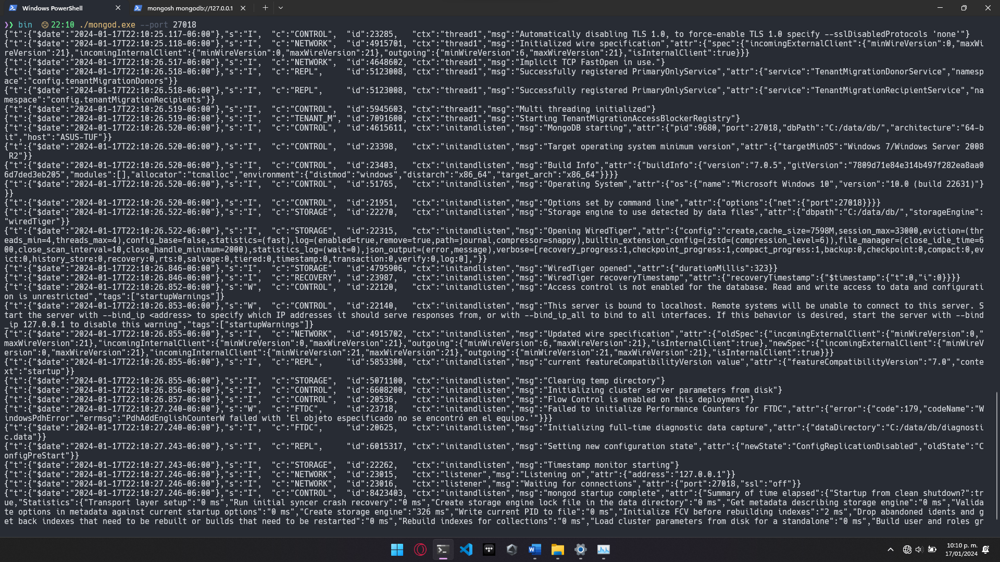 Windows PowerShell
mongosh mongodb://127.0.0.1
❯❯ bin ☹ 22:10 ./mongod.exe --port 27018
{"t":{"$date":"2024-01-17T22:10:25.117-06:00"},"s":"I",  "c":"CONTROL",  "id":23285,   "ctx":"thread1","msg":"Automatically disabling TLS 1.0, to force-enable TLS 1.0 specify --sslDisabledProtocols 'none'"}
{"t":{"$date":"2024-01-17T22:10:25.118-06:00"},"s":"I",  "c":"NETWORK",  "id":4915701, "ctx":"thread1","msg":"Initialized wire specification","attr":{"spec":{"incomingExternalClient":{"minWireVersion":0,"maxWi
reVersion":21},"incomingInternalClient":{"minWireVersion":0,"maxWireVersion":21},"outgoing":{"minWireVersion":6,"maxWireVersion":21},"isInternalClient":true}}}
{"t":{"$date":"2024-01-17T22:10:26.517-06:00"},"s":"I",  "c":"NETWORK",  "id":4648602, "ctx":"thread1","msg":"Implicit TCP FastOpen in use."}
{"t":{"$date":"2024-01-17T22:10:26.518-06:00"},"s":"I",  "c":"REPL",     "id":5123008, "ctx":"thread1","msg":"Successfully registered PrimaryOnlyService","attr":{"service":"TenantMigrationDonorService","namesp
ace":"config.tenantMigrationDonors"}}
{"t":{"$date":"2024-01-17T22:10:26.518-06:00"},"s":"I",  "c":"REPL",     "id":5123008, "ctx":"thread1","msg":"Successfully registered PrimaryOnlyService","attr":{"service":"TenantMigrationRecipientService","na
mespace":"config.tenantMigrationRecipients"}}
{"t":{"$date":"2024-01-17T22:10:26.519-06:00"},"s":"I",  "c":"CONTROL",  "id":5945603, "ctx":"thread1","msg":"Multi threading initialized"}
{"t":{"$date":"2024-01-17T22:10:26.519-06:00"},"s":"I",  "c":"TENANT_M", "id":7091600, "ctx":"thread1","msg":"Starting TenantMigrationAccessBlockerRegistry"}
{"t":{"$date":"2024-01-17T22:10:26.520-06:00"},"s":"I",  "c":"CONTROL",  "id":4615611, "ctx":"initandlisten","msg":"MongoDB starting","attr":{"pid":9680,"port":27018,"dbPath":"C:/data/db/","architecture":"64-b
it","host":"ASUS-TUF"}}
{"t":{"$date":"2024-01-17T22:10:26.520-06:00"},"s":"I",  "c":"CONTROL",  "id":23398,   "ctx":"initandlisten","msg":"Target operating system minimum version","attr":{"targetMinOS":"Windows 7/Windows Server 2008
 R2"}}
{"t":{"$date":"2024-01-17T22:10:26.520-06:00"},"s":"I",  "c":"CONTROL",  "id":23403,   "ctx":"initandlisten","msg":"Build Info","attr":{"buildInfo":{"version":"7.0.5","gitVersion":"7809d71e84e314b497f282ea8aa0
6d7ded3eb205","modules":[],"allocator":"tcmalloc","environment":{"distmod":"windows","distarch":"x86_64","target_arch":"x86_64"}}}}
{"t":{"$date":"2024-01-17T22:10:26.520-06:00"},"s":"I",  "c":"CONTROL",  "id":51765,   "ctx":"initandlisten","msg":"Operating System","attr":{"os":{"name":"Microsoft Windows 10","version":"10.0 (build 22631)"}
}}
{"t":{"$date":"2024-01-17T22:10:26.520-06:00"},"s":"I",  "c":"CONTROL",  "id":21951,   "ctx":"initandlisten","msg":"Options set by command line","attr":{"options":{"net":{"port":27018}}}}
{"t":{"$date":"2024-01-17T22:10:26.522-06:00"},"s":"I",  "c":"STORAGE",  "id":22270,   "ctx":"initandlisten","msg":"Storage engine to use detected by data files","attr":{"dbpath":"C:/data/db/","storageEngine":
"wiredTiger"}}
{"t":{"$date":"2024-01-17T22:10:26.522-06:00"},"s":"I",  "c":"STORAGE",  "id":22315,   "ctx":"initandlisten","msg":"Opening WiredTiger","attr":{"config":"create,cache_size=7598M,session_max=33000,eviction=(thr
eads_min=4,threads_max=4),config_base=false,statistics=(fast),log=(enabled=true,remove=true,path=journal,compressor=snappy),builtin_extension_config=(zstd=(compression_level=6)),file_manager=(close_idle_time=6
00,close_scan_interval=10,close_handle_minimum=2000),statistics_log=(wait=0),json_output=(error,message),verbose=[recovery_progress:1,checkpoint_progress:1,compact_progress:1,backup:0,checkpoint:0,compact:0,ev
ict:0,history_store:0,recovery:0,rts:0,salvage:0,tiered:0,timestamp:0,transaction:0,verify:0,log:0],"}}
{"t":{"$date":"2024-01-17T22:10:26.846-06:00"},"s":"I",  "c":"STORAGE",  "id":4795906, "ctx":"initandlisten","msg":"WiredTiger opened","attr":{"durationMillis":323}}
{"t":{"$date":"2024-01-17T22:10:26.846-06:00"},"s":"I",  "c":"RECOVERY", "id":23987,   "ctx":"initandlisten","msg":"WiredTiger recoveryTimestamp","attr":{"recoveryTimestamp":{"$timestamp":{"t":0,"i":0}}}}
{"t":{"$date":"2024-01-17T22:10:26.852-06:00"},"s":"W",  "c":"CONTROL",  "id":22120,   "ctx":"initandlisten","msg":"Access control is not enabled for the database. Read and write access to data and configurati
on is unrestricted","tags":["startupWarnings"]}
{"t":{"$date":"2024-01-17T22:10:26.853-06:00"},"s":"W",  "c":"CONTROL",  "id":22140,   "ctx":"initandlisten","msg":"This server is bound to localhost. Remote systems will be unable to connect to this server. S
tart the server with --bind_ip <address> to specify which IP addresses it should serve responses from, or with --bind_ip_all to bind to all interfaces. If this behavior is desired, start the server with --bind
_ip 127.0.0.1 to disable this warning","tags":["startupWarnings"]}
{"t":{"$date":"2024-01-17T22:10:26.855-06:00"},"s":"I",  "c":"NETWORK",  "id":4915702, "ctx":"initandlisten","msg":"Updated wire specification","attr":{"oldSpec":{"incomingExternalClient":{"minWireVersion":0,"
maxWireVersion":21},"incomingInternalClient":{"minWireVersion":0,"maxWireVersion":21},"outgoing":{"minWireVersion":6,"maxWireVersion":21},"isInternalClient":true},"newSpec":{"incomingExternalClient":{"minWireV
ersion":0,"maxWireVersion":21},"incomingInternalClient":{"minWireVersion":21,"maxWireVersion":21},"outgoing":{"minWireVersion":21,"maxWireVersion":21},"isInternalClient":true}}}
{"t":{"$date":"2024-01-17T22:10:26.855-06:00"},"s":"I",  "c":"REPL",     "id":5853300, "ctx":"initandlisten","msg":"current featureCompatibilityVersion value","attr":{"featureCompatibilityVersion":"7.0","conte
xt":"startup"}}
{"t":{"$date":"2024-01-17T22:10:26.855-06:00"},"s":"I",  "c":"STORAGE",  "id":5071100, "ctx":"initandlisten","msg":"Clearing temp directory"}
{"t":{"$date":"2024-01-17T22:10:26.856-06:00"},"s":"I",  "c":"CONTROL",  "id":6608200, "ctx":"initandlisten","msg":"Initializing cluster server parameters from disk"}
{"t":{"$date":"2024-01-17T22:10:26.857-06:00"},"s":"I",  "c":"CONTROL",  "id":20536,   "ctx":"initandlisten","msg":"Flow Control is enabled on this deployment"}
{"t":{"$date":"2024-01-17T22:10:27.240-06:00"},"s":"W",  "c":"FTDC",     "id":23718,   "ctx":"initandlisten","msg":"Failed to initialize Performance Counters for FTDC","attr":{"error":{"code":179,"codeName":"W
indowsPdhError","errmsg":"PdhAddEnglishCounterW failed with 'El objeto especificado no se encontró en el equipo.'"}}}
{"t":{"$date":"2024-01-17T22:10:27.240-06:00"},"s":"I",  "c":"FTDC",     "id":20625,   "ctx":"initandlisten","msg":"Initializing full-time diagnostic data capture","attr":{"dataDirectory":"C:/data/db/diagnosti
c.data"}}
{"t":{"$date":"2024-01-17T22:10:27.243-06:00"},"s":"I",  "c":"REPL",     "id":6015317, "ctx":"initandlisten","msg":"Setting new configuration state","attr":{"newState":"ConfigReplicationDisabled","oldState":"C
onfigPreStart"}}
{"t":{"$date":"2024-01-17T22:10:27.243-06:00"},"s":"I",  "c":"STORAGE",  "id":22262,   "ctx":"initandlisten","msg":"Timestamp monitor starting"}
{"t":{"$date":"2024-01-17T22:10:27.246-06:00"},"s":"I",  "c":"NETWORK",  "id":23015,   "ctx":"listener","msg":"Listening on","attr":{"address":"127.0.0.1"}}
{"t":{"$date":"2024-01-17T22:10:27.246-06:00"},"s":"I",  "c":"NETWORK",  "id":23016,   "ctx":"listener","msg":"Waiting for connections","attr":{"port":27018,"ssl":"off"}}
{"t":{"$date":"2024-01-17T22:10:27.246-06:00"},"s":"I",  "c":"CONTROL",  "id":8423403, "ctx":"initandlisten","msg":"mongod startup complete","attr":{"Summary of time elapsed":{"Startup from clean shutdown?":tr
ue,"Statistics":{"Transport layer setup":"0 ms","Run initial syncer crash recovery":"0 ms","Create storage engine lock file in the data directory":"0 ms","Get metadata describing storage engine":"0 ms","Valida
te options in metadata against current startup options":"0 ms","Create storage engine":"326 ms","Write current PID to file":"0 ms","Initialize FCV before rebuilding indexes":"2 ms","Drop abandoned idents and g
et back indexes that need to be rebuilt or builds that need to be restarted":"0 ms","Rebuild indexes for collections":"0 ms","Load cluster parameters from disk for a standalone":"0 ms","Build user and roles gr
10:10 p. m.
17/01/2024